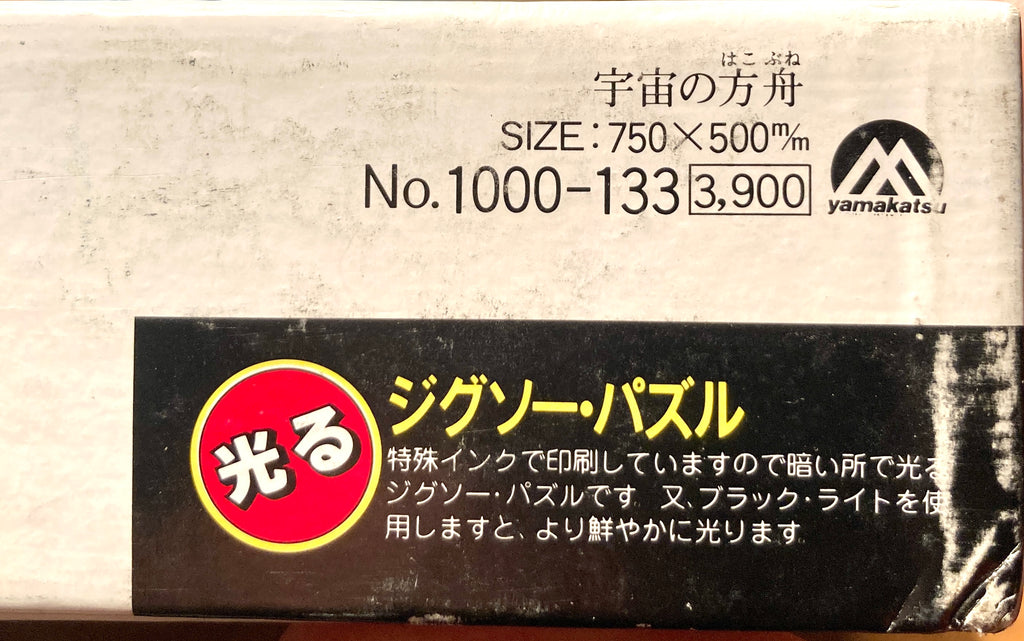 はこぶね
宇宙の方舟
SIZE：750×500㎜
No.1000-133 3,900
yamakatsu
光る
ジグソー・パズル
特殊インクで印刷していますので暗い所で光る
ジグソー・パズルです。又、ブラック・ライトを使
用しますと、より鮮やかに光ります。